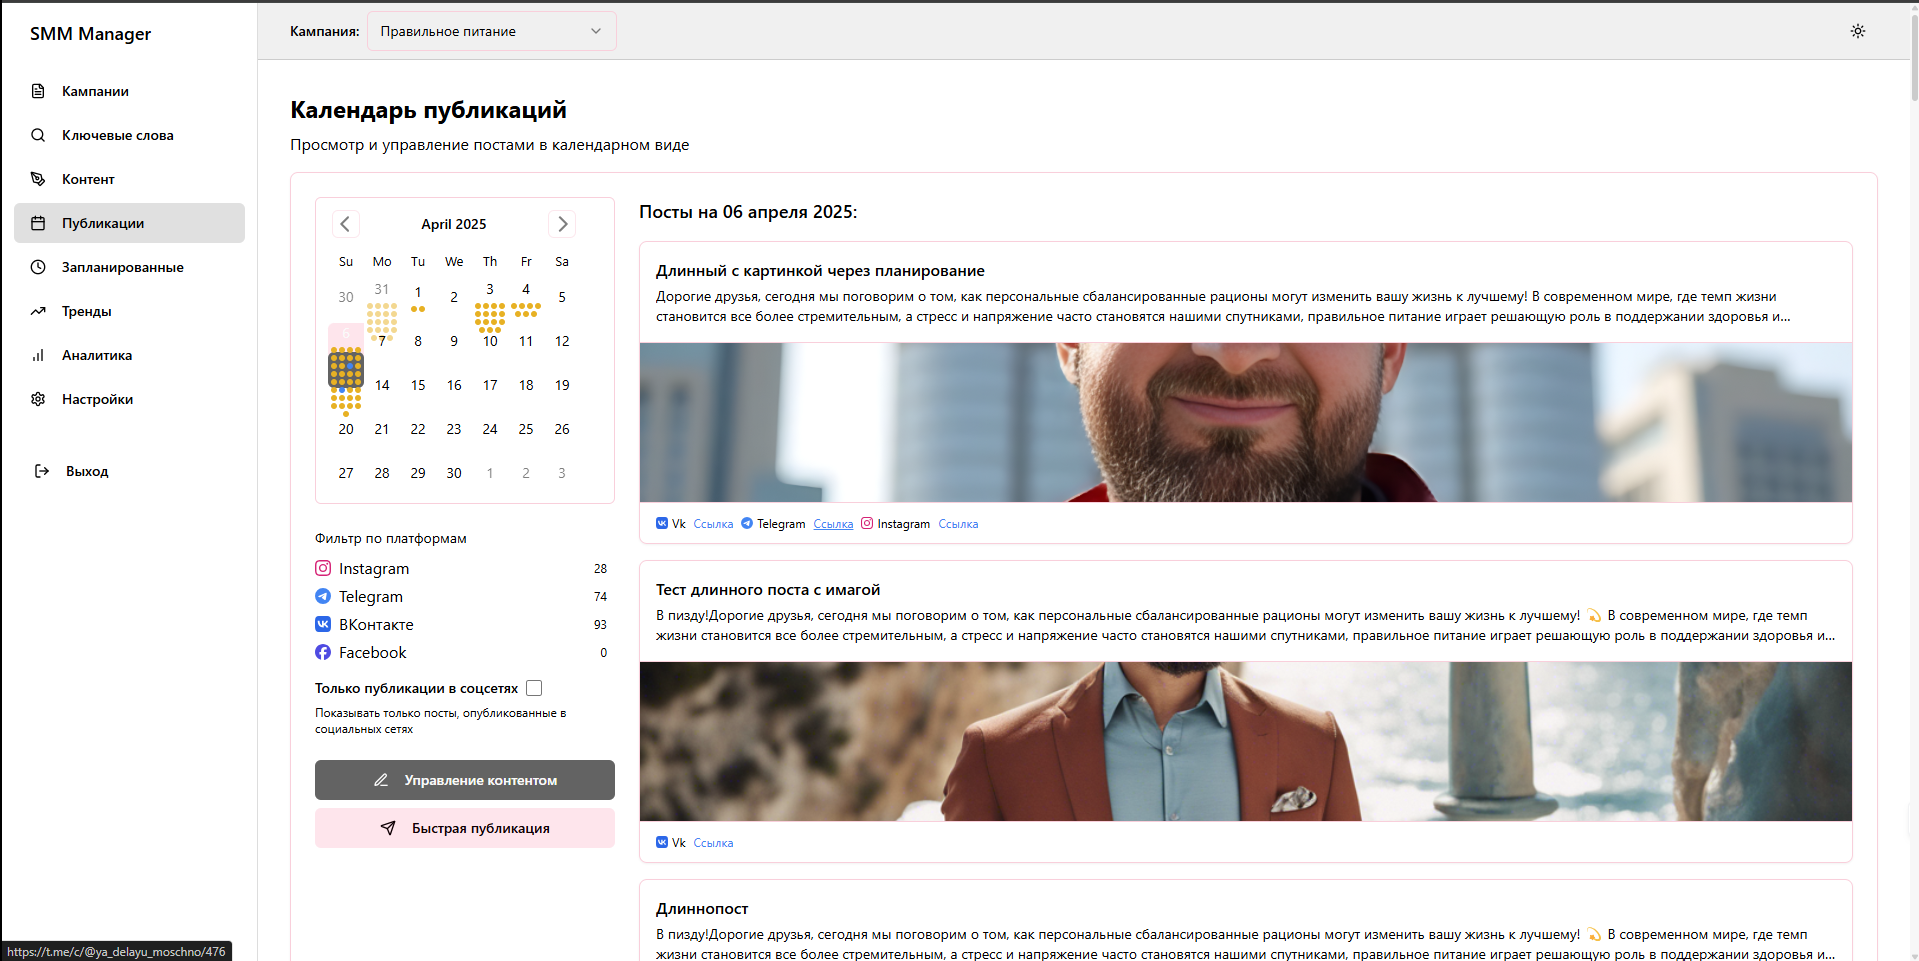 SMM Manager
Кампании
Ключевые слова
Контент
Публикации
Запланированные
Тренды
Аналитика
Настройки
Выход
Кампания: Правильное питание
Календарь публикаций
Просмотр и управление постами в календарном виде
April 2025
Su Mo Tu We Th Fr Sa
30 31 1 2 3 4 5
6 7 8 9 10 11 12
14 15 16 17 18 19
20 21 22 23 24 25 26
27 28 29 30 1 2 3
Фильтр по платформам
Instagram 28
Telegram 74
ВКонтакте 93
Facebook 0
Только публикации в соцсетях
Показывать только посты, опубликованные в
социальных сетях
Управление контентом
Быстрая публикация
Посты на 06 апреля 2025:
Длинный с картинкой через планирование
Дорогие друзья, сегодня мы поговорим о том, как персональные сбалансированные рационы могут изменить вашу жизнь к лучшему! В современном мире, где темп жизни
становится все более стремительным, а стресс и напряжение часто становятся нашими спутниками, правильное питание играет решающую роль в поддержании здоровья и...
Vk Ссылка Telegram Ссылка Instagram Ссылка
Тест длинного поста с имагой
В пизду!Дорогие друзья, сегодня мы поговорим о том, как персональные сбалансированные рационы могут изменить вашу жизнь к лучшему! 💫 В современном мире, где темп
жизни становится все более стремительным, а стресс и напряжение часто становятся нашими спутниками, правильное питание играет решающую роль в поддержании здоровья и...
Vk Ссылка
Длиннопост
В пизду!Дорогие друзья, сегодня мы поговорим о том, как персональные сбалансированные рационы могут изменить вашу жизнь к лучшему! 💫 В современном мире, где темп
жизни становится все более стремительным, а стресс и напряжение часто становятся нашими спутниками, правильное питание играет решающую роль в поддержании здоровья и...
https://t.me/c/@ya_delayu_moschno/476